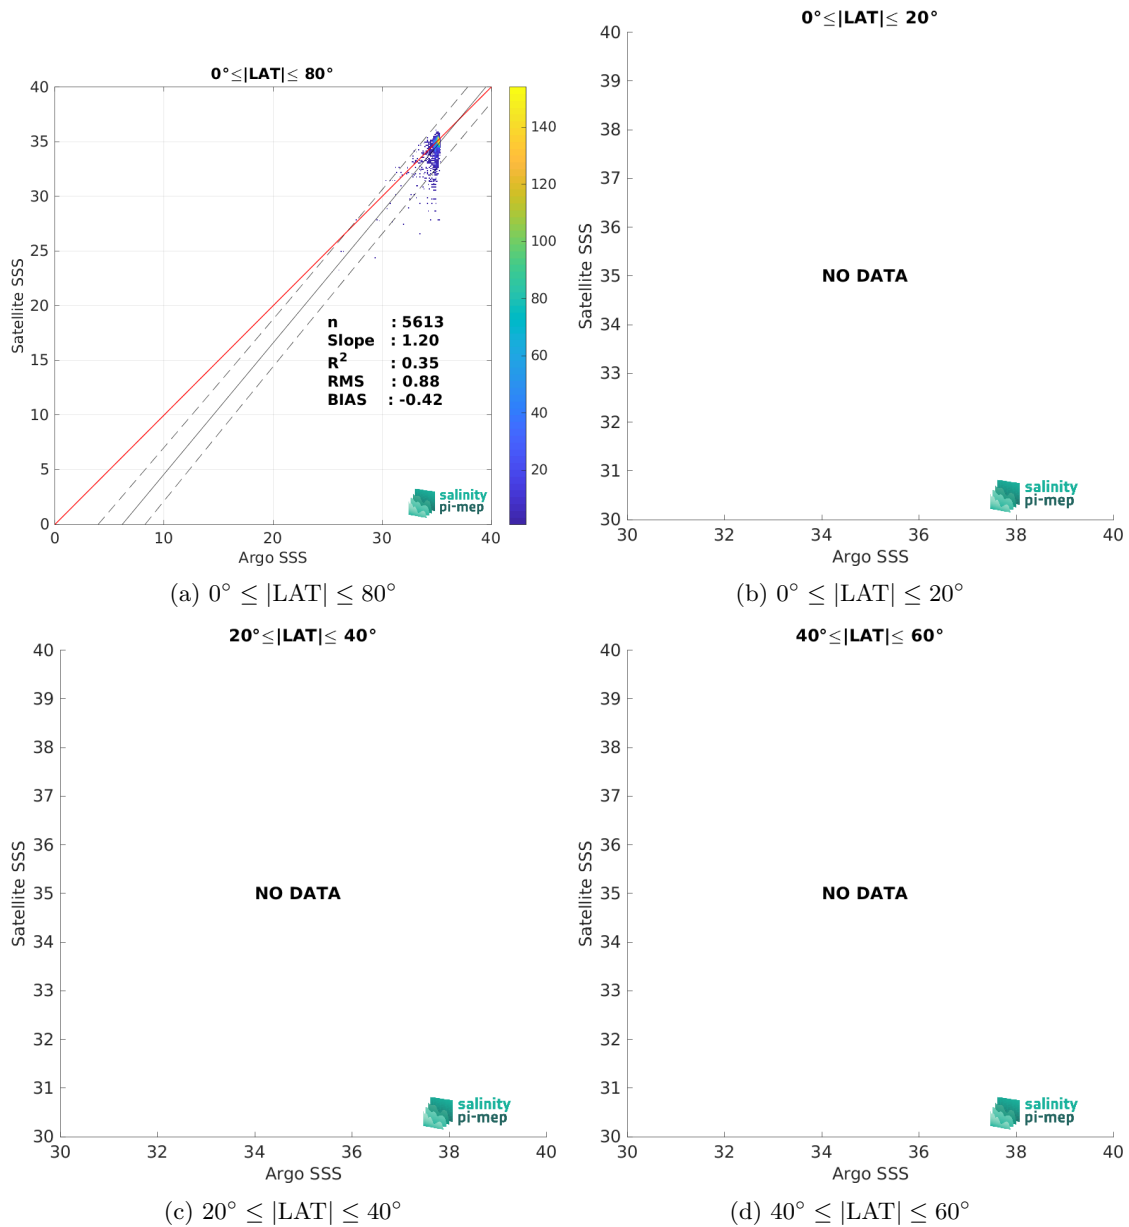 0°≤|LAT|≤ 80°
40
35
30
25
20
15
10
5
0
0
10
20
30
40
Satellite SSS
Argo SSS
n : 5613
Slope : 1.20
R² : 0.35
RMS : 0.88
BIAS : -0.42
salinity
pi-mep
140
120
100
80
60
40
20
(a) 0° ≤ |LAT| ≤ 80°
0°≤|LAT|≤ 20°
40
39
38
37
36
35
34
33
32
31
30
30
32
34
36
38
40
Satellite SSS
Argo SSS
NO DATA
salinity
pi-mep
(b) 0° ≤ |LAT| ≤ 20°
20°≤|LAT|≤ 40°
40
39
38
37
36
35
34
33
32
31
30
30
32
34
36
38
40
Satellite SSS
Argo SSS
NO DATA
salinity
pi-mep
(c) 20° ≤ |LAT| ≤ 40°
40°≤|LAT|≤ 60°
40
39
38
37
36
35
34
33
32
31
30
30
32
34
36
38
40
Satellite SSS
Argo SSS
NO DATA
salinity
pi-mep
(d) 40° ≤ |LAT| ≤ 60°